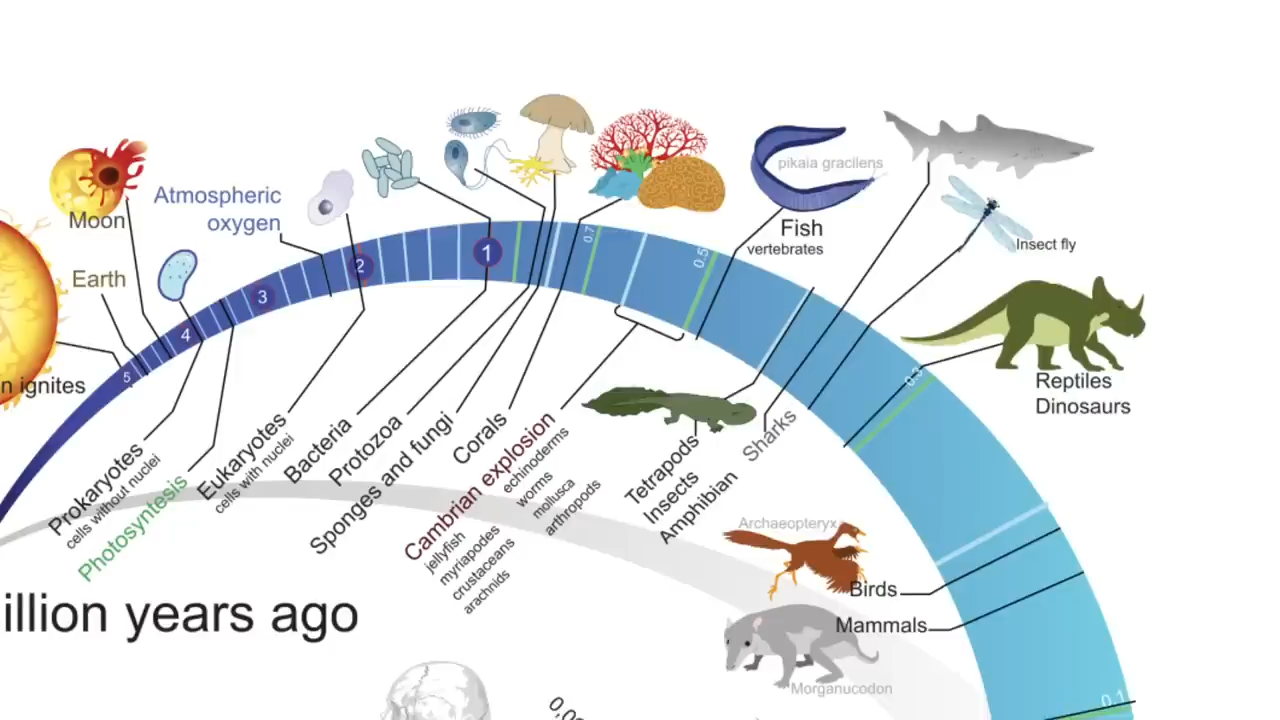 Moon
Atmospheric
oxygen
Earth
n ignites
5
4
3
2
1
0.7
0.5
0.3
0.1
pikaia gracilens
Fish
vertebrates
Insect fly
Reptiles
Dinosaurs
Prokaryotes
cells without nuclei
Photosyntesis
Eukaryotes
cells with nuclei
Bacteria
Protozoa
Sponges and fungi
Corals
Cambrian explosion
echinoderms
worms
mollusca
arthropods
jellyfish
myriapodes
crustaceans
arachnids
Tetrapods
Insects
Amphibian
Sharks
Archaeopteryx
Birds
Mammals
Morganucodon
illion years ago